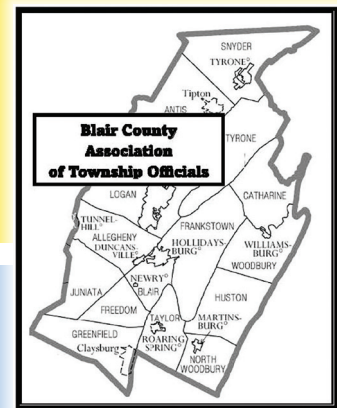 SNYDER
TYRONE°
Tipton
ANTIS
Blair County
Association
of Township Officials
TYRONE
LOGAN
CATHARINE
TUNNEL-
HILL°
ALLEGHENY
DUNCANS-
VILLE°
FRANKSTOWN
HOLLIDAYS-
BURG°
WILLIAMS-
BURG°
WOODBURY
NEWRY°
BLAIR
JUNIATA
HUSTON
FREEDOM
TAYLOR
MARTINS-
BURG°
GREENFIELD
ROARING
SPRING°
Claysburg
NORTH
WOODBURY